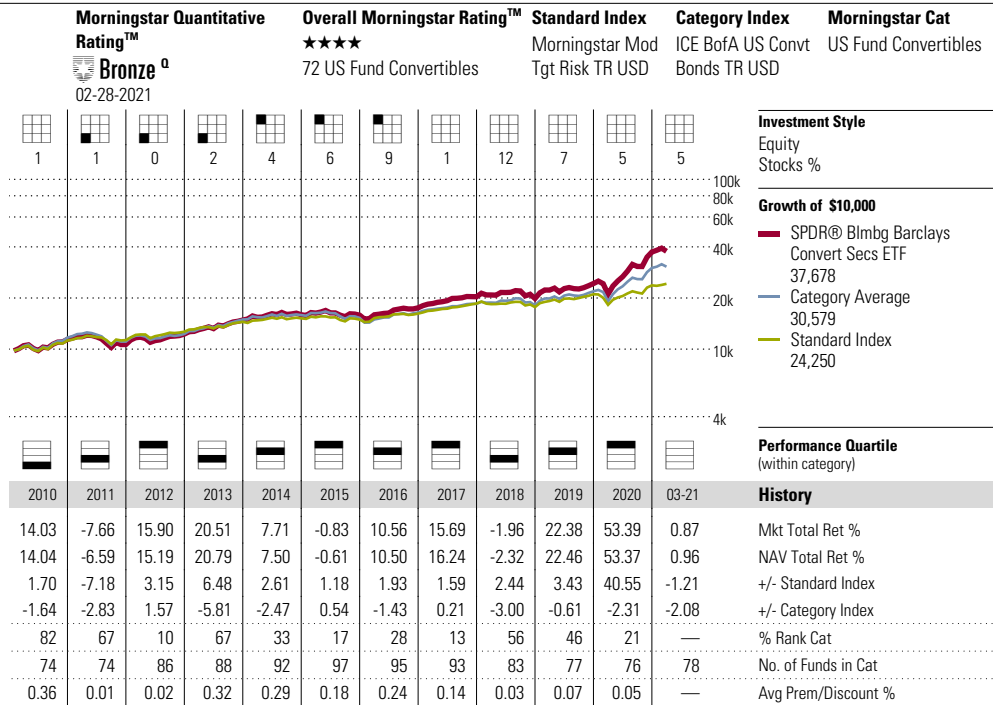 Morningstar Quantitative Rating™
Bronze Q
02-28-2021
Overall Morningstar Rating™
★★★★
72 US Fund Convertibles
Standard Index
Morningstar Mod
Tgt Risk TR USD
Category Index
ICE BofA US Convt
Bonds TR USD
Morningstar Cat
US Fund Convertibles
1 1 0 2 4 6 9 1 12 7 5 5
Investment Style
Equity
Stocks %
100k
80k
60k
40k
20k
10k
4k
Growth of $10,000
SPDR® Blmbg Barclays
Convert Secs ETF
37,678
Category Average
30,579
Standard Index
24,250
Performance Quartile
(within category)
2010 2011 2012 2013 2014 2015 2016 2017 2018 2019 2020 03-21 History
14.03 -7.66 15.90 20.51 7.71 -0.83 10.56 15.69 -1.96 22.38 53.39 0.87 Mkt Total Ret %
14.04 -6.59 15.19 20.79 7.50 -0.61 10.50 16.24 -2.32 22.46 53.37 0.96 NAV Total Ret %
1.70 -7.18 3.15 6.48 2.61 1.18 1.93 1.59 2.44 3.43 40.55 -1.21 +/- Standard Index
-1.64 -2.83 1.57 -5.81 -2.47 0.54 -1.43 0.21 -3.00 -0.61 -2.31 -2.08 +/- Category Index
82 67 10 67 33 17 28 13 56 46 21 — % Rank Cat
74 74 86 88 92 97 95 93 83 77 76 78 No. of Funds in Cat
0.36 0.01 0.02 0.32 0.29 0.18 0.24 0.14 0.03 0.07 0.05 — Avg Prem/Discount %